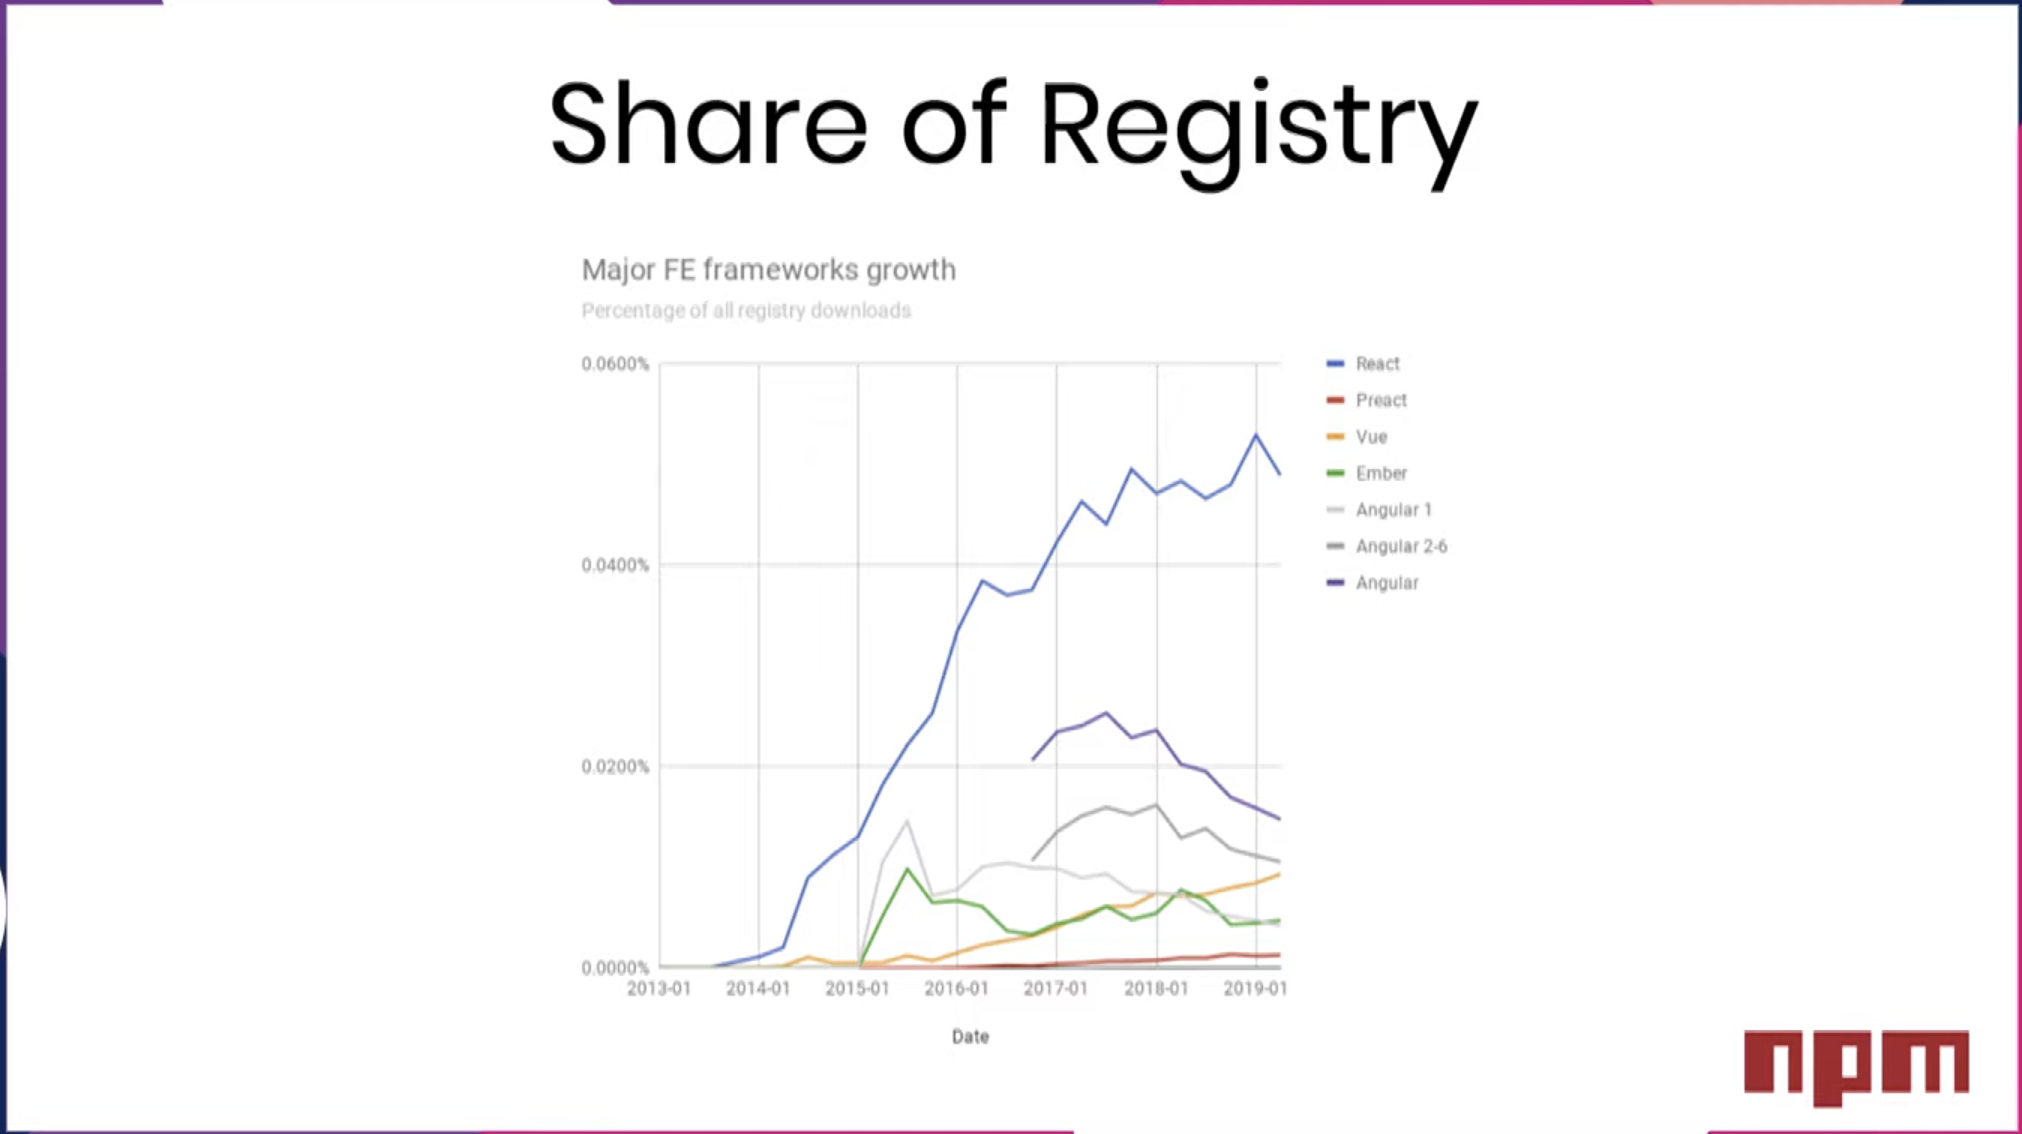 Share of Registry
Major FE frameworks growth
Percentage of all registry downloads
0.0600%
0.0400%
0.0200%
0.0000%
2013-01 2014-01 2015-01 2016-01 2017-01 2018-01 2019-01
Date
React
Preact
Vue
Ember
Angular 1
Angular 2-6
Angular
npm